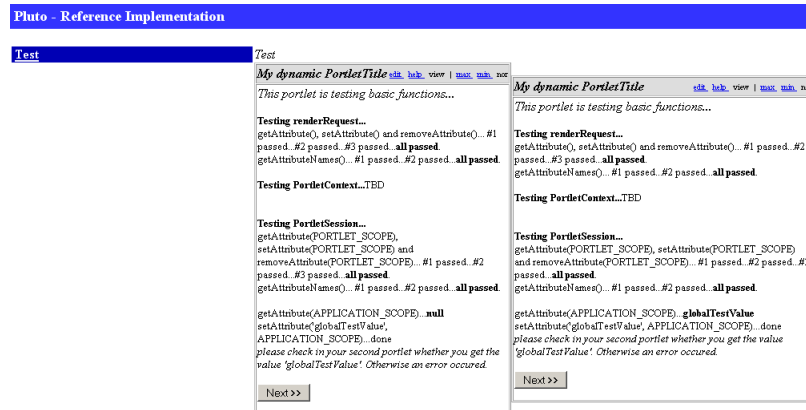 Pluto - Reference Implementation
Test
Test
My dynamic PortletTitle edit help view | max min nor
This portlet is testing basic functions...
Testing renderRequest...
getAttribute(), setAttribute() and removeAttribute()... #1
passed...#2 passed...#3 passed...all passed.
getAttributeNames()... #1 passed...#2 passed...all passed.
Testing PortletContext...TBD
Testing PortletSession...
getAttribute(PORTLET_SCOPE),
setAttribute(PORTLET_SCOPE) and
removeAttribute(PORTLET_SCOPE)... #1 passed...#2
passed...#3 passed...all passed.
getAttributeNames()... #1 passed...#2 passed...all passed.
getAttribute(APPLICATION_SCOPE)...null
setAttribute('globalTestValue',
APPLICATION_SCOPE)...done
please check in your second portlet whether you get the
value 'globalTestValue'. Otherwise an error occured.
Next >>
My dynamic PortletTitle edit help view | max min n
This portlet is testing basic functions...
Testing renderRequest...
getAttribute(), setAttribute() and removeAttribute()... #1 passed...#2
passed...#3 passed...all passed.
getAttributeNames()... #1 passed...#2 passed...all passed.
Testing PortletContext...TBD
Testing PortletSession...
getAttribute(PORTLET_SCOPE), setAttribute(PORTLET_SCOPE)
and removeAttribute(PORTLET_SCOPE)... #1 passed...#2 passed...#3
passed...all passed.
getAttributeNames()... #1 passed...#2 passed...all passed.
getAttribute(APPLICATION_SCOPE)...globalTestValue
setAttribute('globalTestValue', APPLICATION_SCOPE)...done
please check in your second portlet whether you get the value
'globalTestValue'. Otherwise an error occured.
Next >>